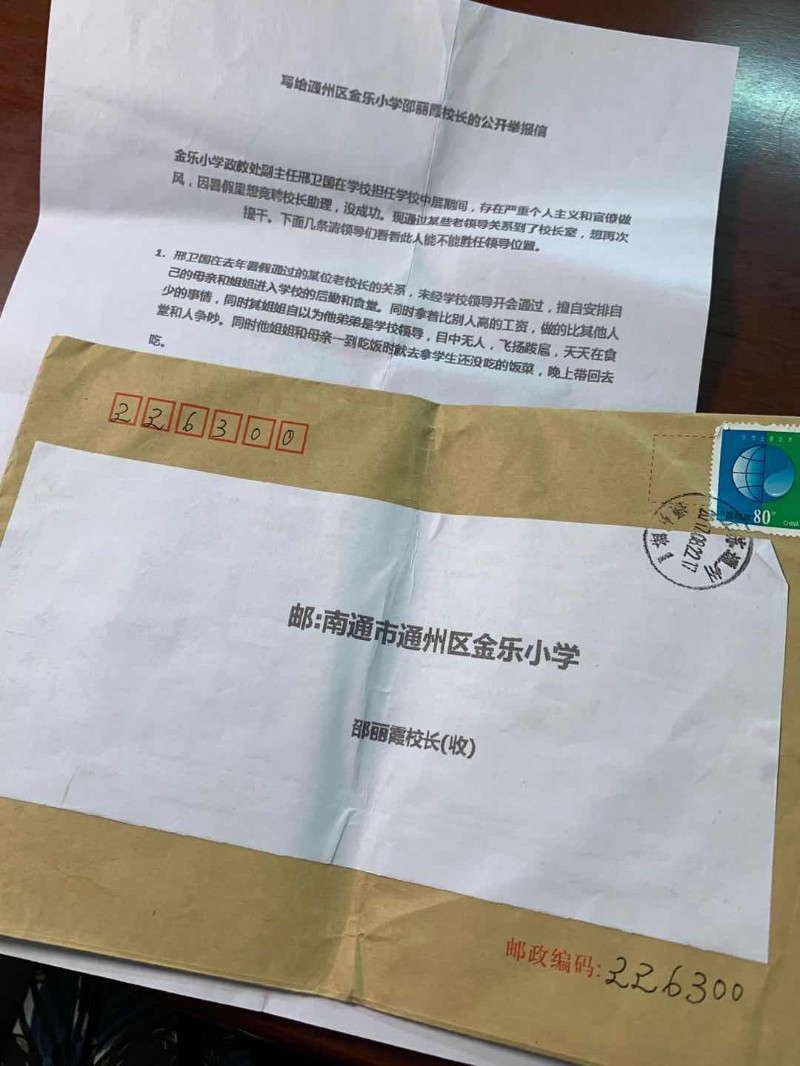 写给通州区金乐小学邵丽霞校长的公开举报信
金乐小学政教处副主任邢卫国在学校担任学校中层期间，存在严重个人主义和官僚做
风，因暑假里想竞聘校长助理，没成功。现通过某些老领导关系到了校长室，想再次
提干。下面几条请领导们看看此人能不能胜任领导位置。
1. 邢卫国在去年暑假通过的某位老校长的关系，未经学校领导开会通过，擅自安排自
己的母亲和姐姐进入学校的后勤和食堂。同时拿着比别人高的工资，做的比其他人
少的事情，同时其姐姐自以为他弟弟是学校领导，目中无人，飞扬跋扈，天天在食
堂和人争吵。同时他姐姐和母亲一到吃饭时就去拿学生还没吃的饭菜，晚上带回去
吃。
226300
80
CHINA
邮:南通市通州区金乐小学
邵丽霞校长(收)
邮政编码:226300